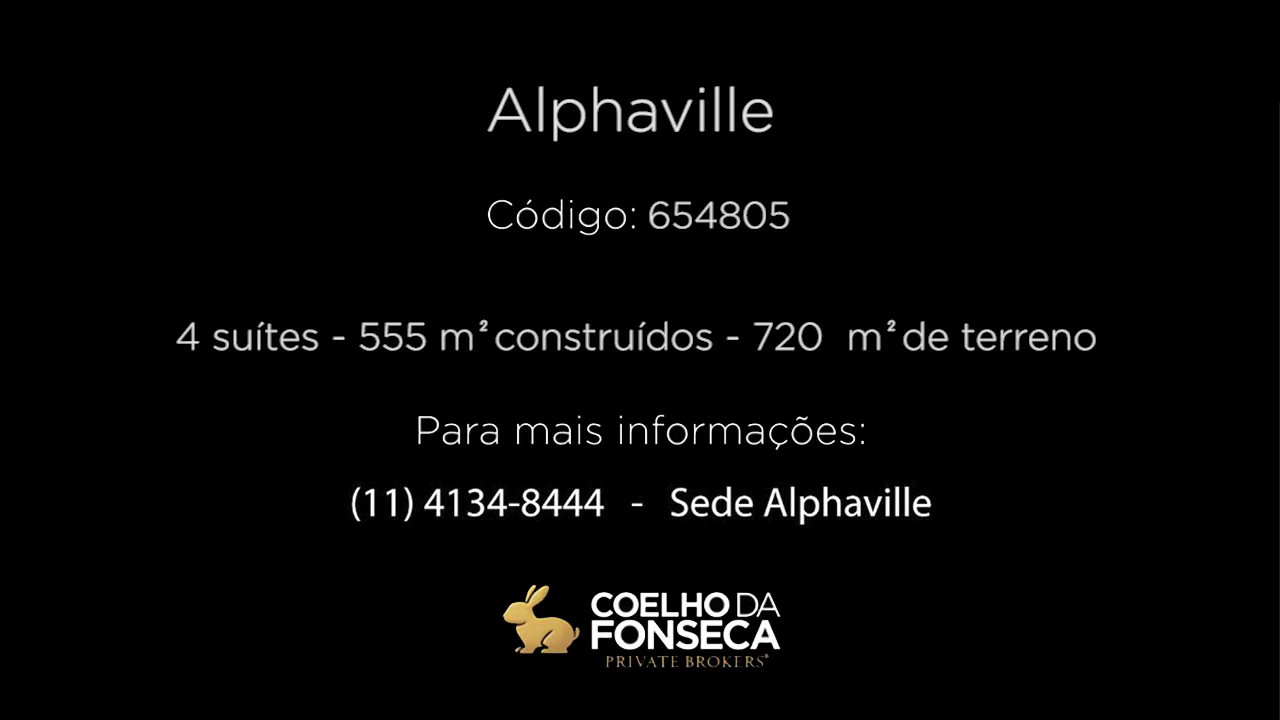 Alphaville
Código: 654805
4 suítes - 555 m² construídos - 720 m² de terreno
Para mais informações:
(11) 4134-8444 - Sede Alphaville
COELHO DA
FONSECA
PRIVATE BROKERS®